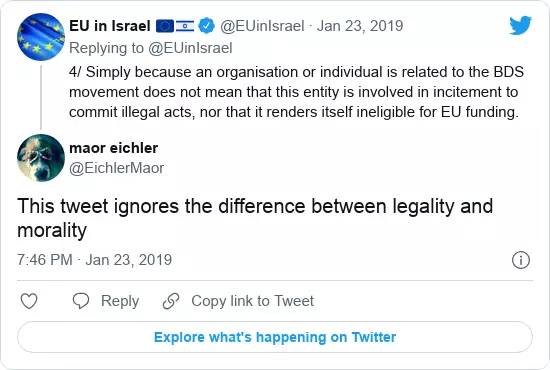 EU in Israel 🇪🇺🇮🇱 @EUinIsrael · Jan 23, 2019
Replying to @EUinIsrael
4/ Simply because an organisation or individual is related to the BDS
movement does not mean that this entity is involved in incitement to
commit illegal acts, nor that it renders itself ineligible for EU funding.
maor eichler
@EichlerMaor
This tweet ignores the difference between legality and
morality
7:46 PM · Jan 23, 2019
Reply
Copy link to Tweet
Explore what's happening on Twitter